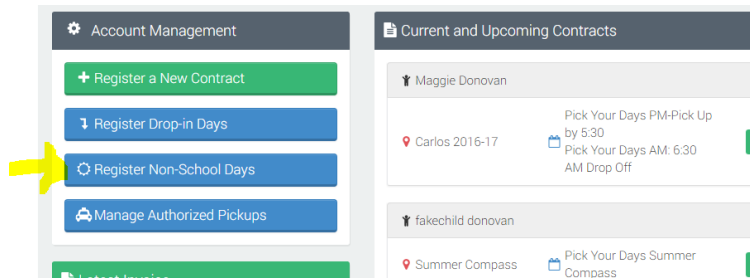 Account Management
Register a New Contract
Register Drop-in Days
Register Non-School Days
Manage Authorized Pickups
Latest Invoice
Current and Upcoming Contracts
Maggie Donovan
Carlos 2016-17
Pick Your Days PM-Pick Up
by 5:30
Pick Your Days AM: 6:30
AM Drop Off
fakechild donovan
Summer Compass
Pick Your Days Summer
Compass